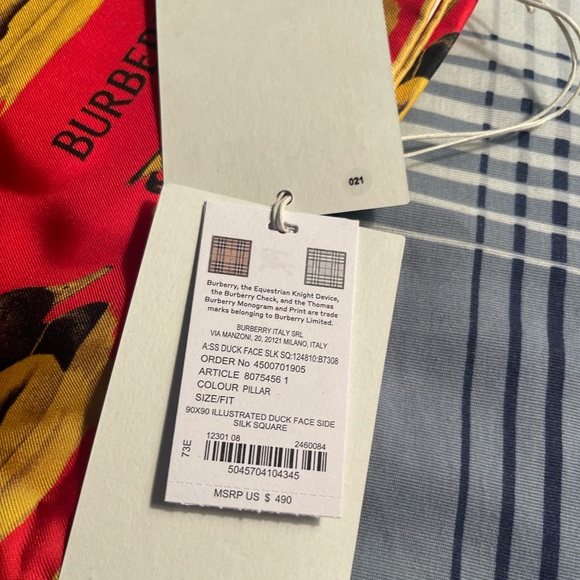 BURBER
021
Burberry, the Equestrian Knight Device,
the Burberry Check, and the Thomas
Burberry Monogram and Print are trade
marks belonging to Burberry Limited.
BURBERRY ITALY SRL
VIA MANZONI, 20, 20121 MILANO, ITALY
A:SS DUCK FACE SLK SQ:124810:B7308
ORDER No 4500701905
ARTICLE 8075456 1
COLOUR PILLAR
SIZE/FIT
90X90 ILLUSTRATED DUCK FACE SIDE
SILK SQUARE
73E
12301 08 2460084
5045704104345
MSRP US $ 490